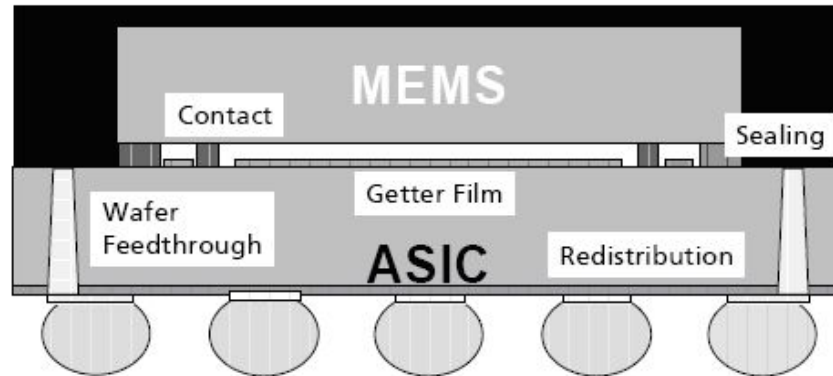 MEMS
Contact
Sealing
Getter Film
Wafer
Feedthrough
ASIC
Redistribution